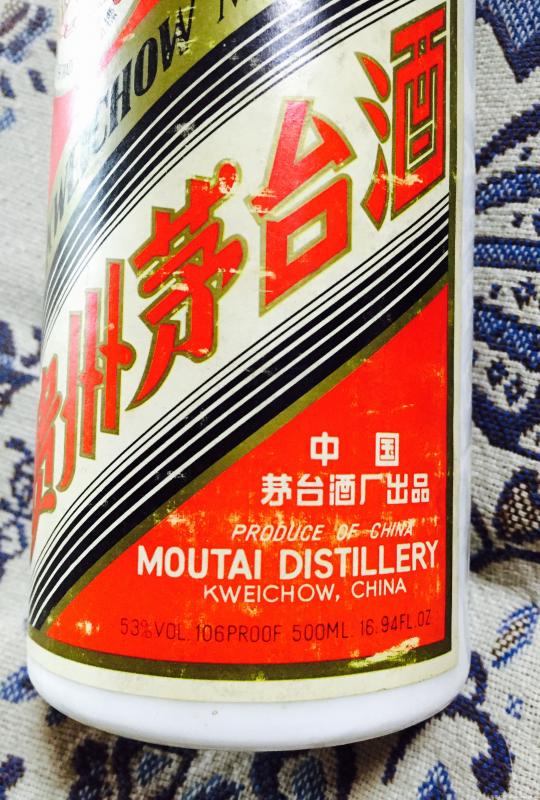 WEICHOW M
贵州茅台酒
中国
茅台酒厂出品
PRODUCE OF CHINA
MOUTAI DISTILLERY
KWEICHOW, CHINA
53%VOL. 106PROOF 500ML. 16.94FL.OZ